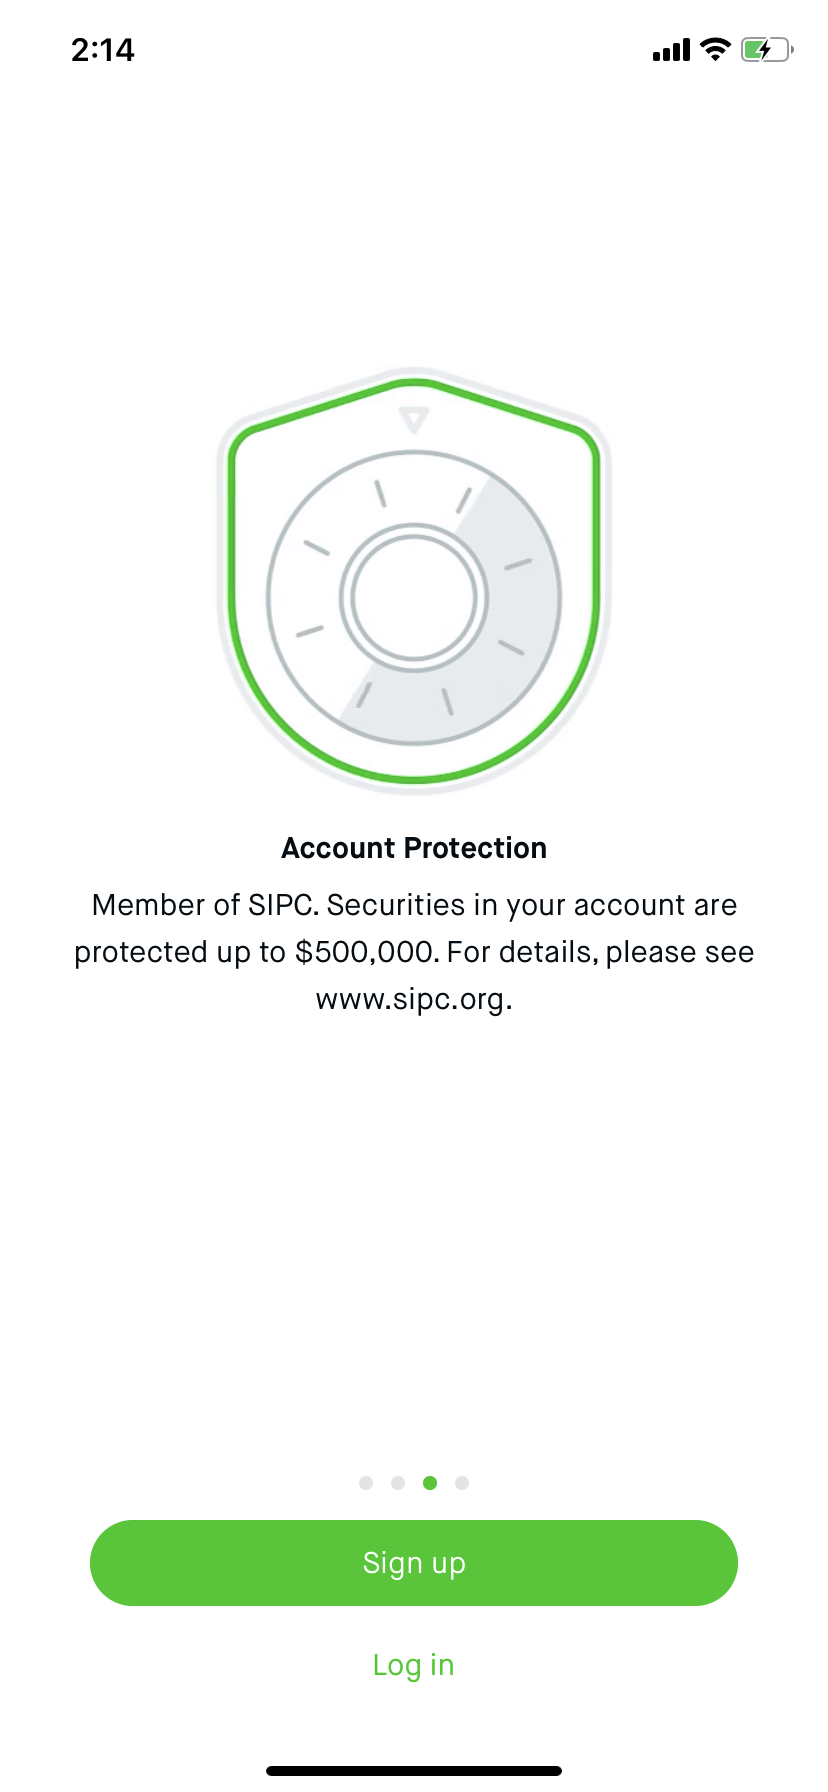 2:14
Account Protection
Member of SIPC. Securities in your account are
protected up to $500,000. For details, please see
www.sipc.org.
Sign up
Log in